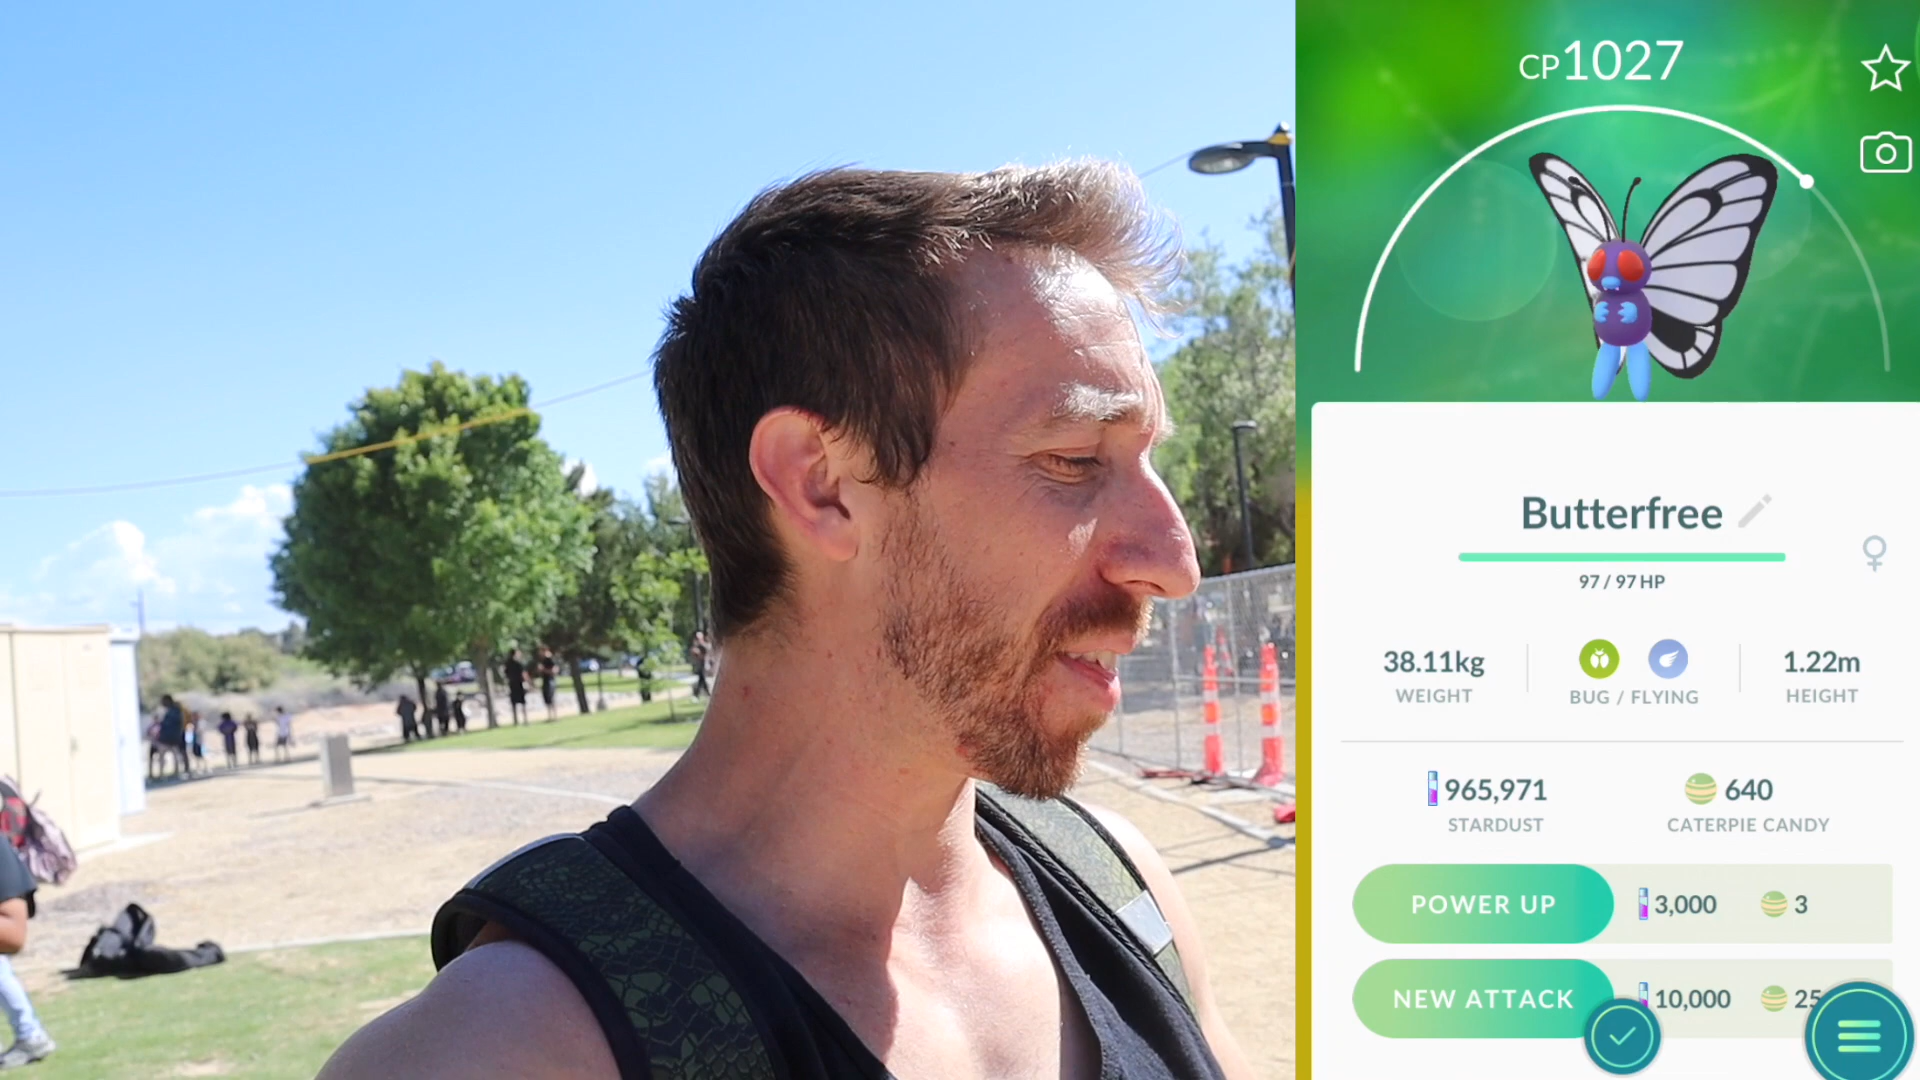 CP1027
Butterfree
97 / 97 HP
38.11kg
WEIGHT
BUG / FLYING
1.22m
HEIGHT
965,971
STARDUST
640
CATERPIE CANDY
POWER UP 3,000 3
NEW ATTACK 10,000 25